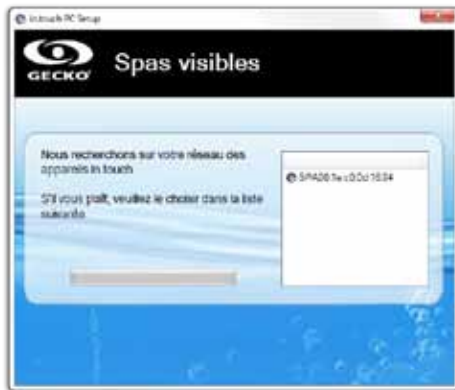 in.touch PC Setup
GECKO
Spas visibles
Nous recherchons sur votre réseau des
appareils in touch
S'il vous plaît, veuillez le choisir dans la liste
suivante